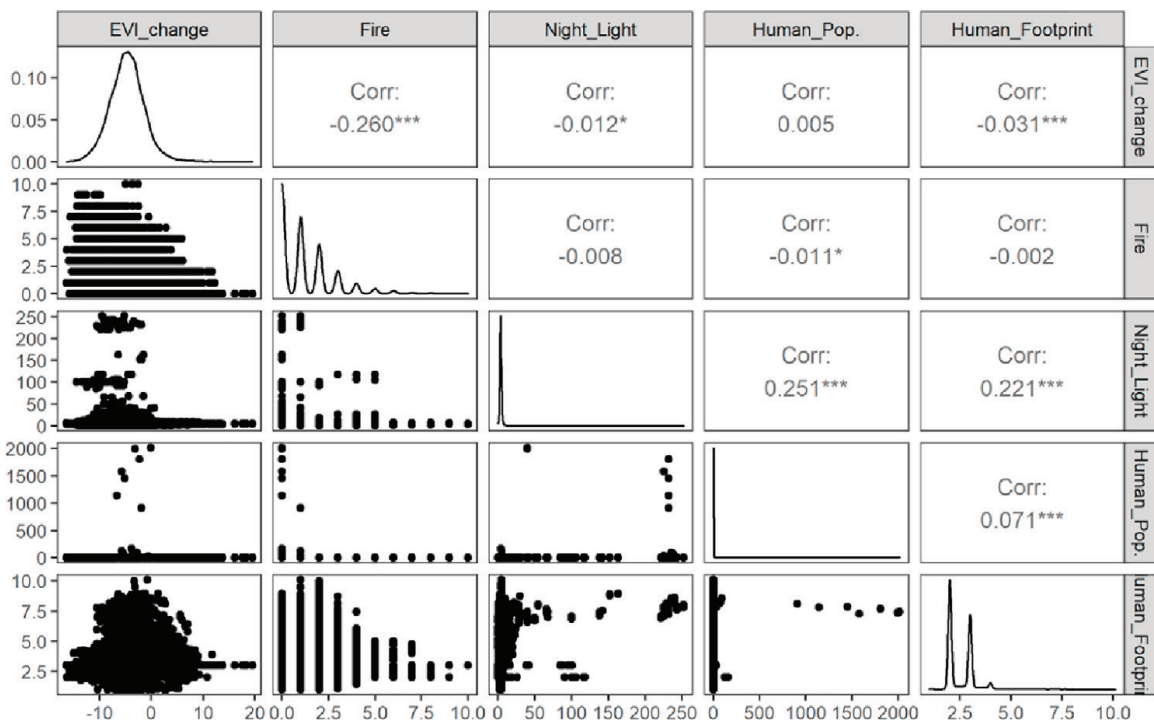 EVI_change Fire Night_Light Human_Pop. Human_Footprint
0.10
0.05
0.00
Corr:
-0.260***
Corr:
-0.012*
Corr:
0.005
Corr:
-0.031***
EVI_change
10.0
7.5
5.0
2.5
0.0
Corr:
-0.008
Corr:
-0.011*
Corr:
-0.002
Fire
250
200
150
100
50
0
Corr:
0.251***
Corr:
0.221***
Night_Light
2000
1500
1000
500
0
Corr:
0.071***
Human_Pop.
10.0
7.5
5.0
2.5
uman_Footprin
-10 0 10 20 0.0 2.5 5.0 7.5 10.0 0 50 100 150 200 250 0 500 1000 1500 2000 2.5 5.0 7.5 10.0